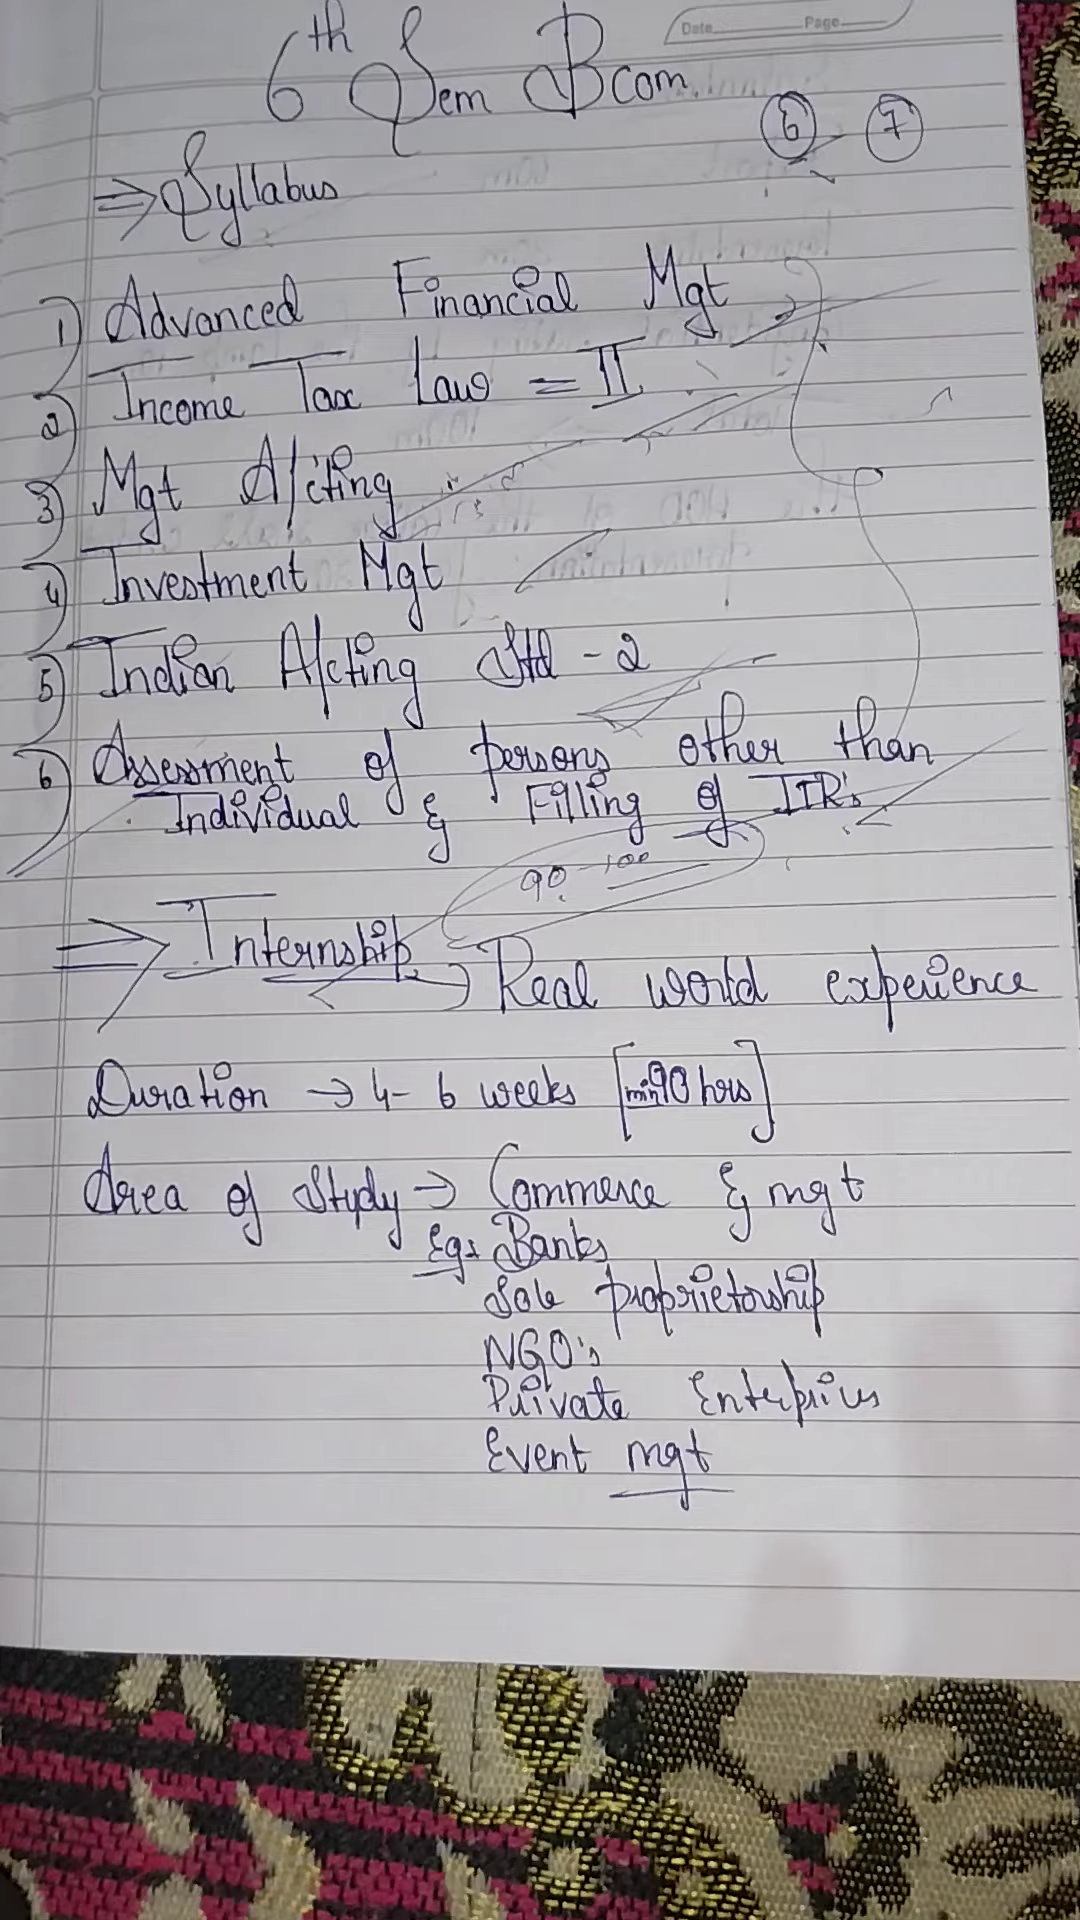 Date Page
6th Sem Bcom.
6 7
⇒ Syllabus
1) Advanced Financial Mgt
2) Income Tax Law = II
3) Mgt A/cting
4) Investment Mgt
5) Indian A/cting Std - 2
6) Assessment of persons other than
Individual & Filling of ITR's
90 - 100
⇒ Internship → Real world experience
Duration → 4- 6 weeks [min 90 hrs]
Area of Study → Commerce & mgt
Eg: Banks
Sole proprietorship
NGO's
Private Enterprises
Event mgt